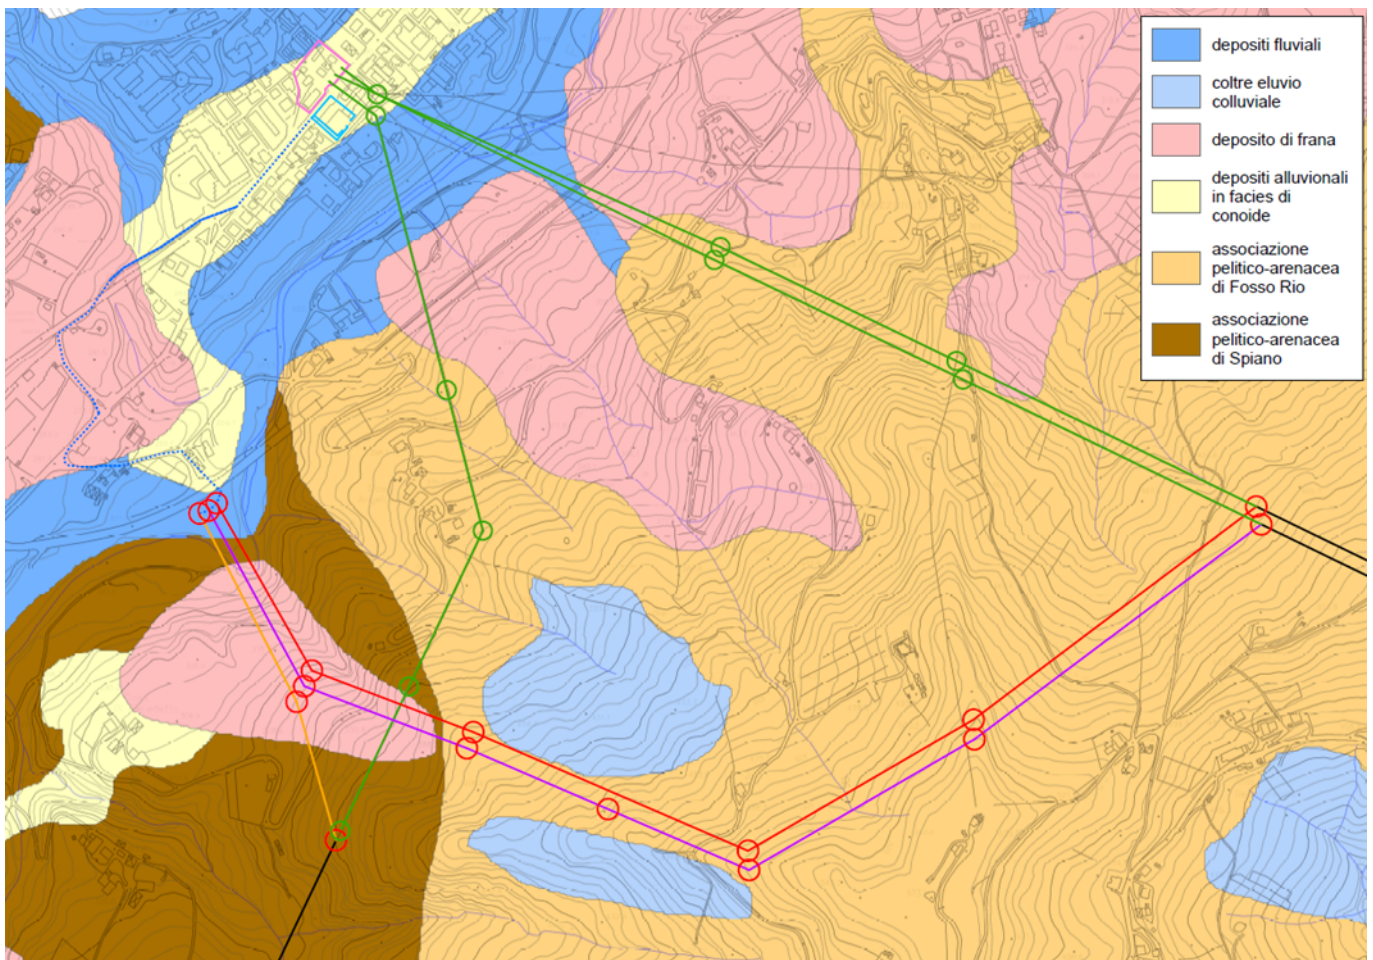 depositi fluviali
coltre eluvio
colluviale
deposito di frana
depositi alluvionali
in facies di
conoide
associazione
pelitico-arenacea
di Fosso Rio
associazione
pelitico-arenacea
di Spiano